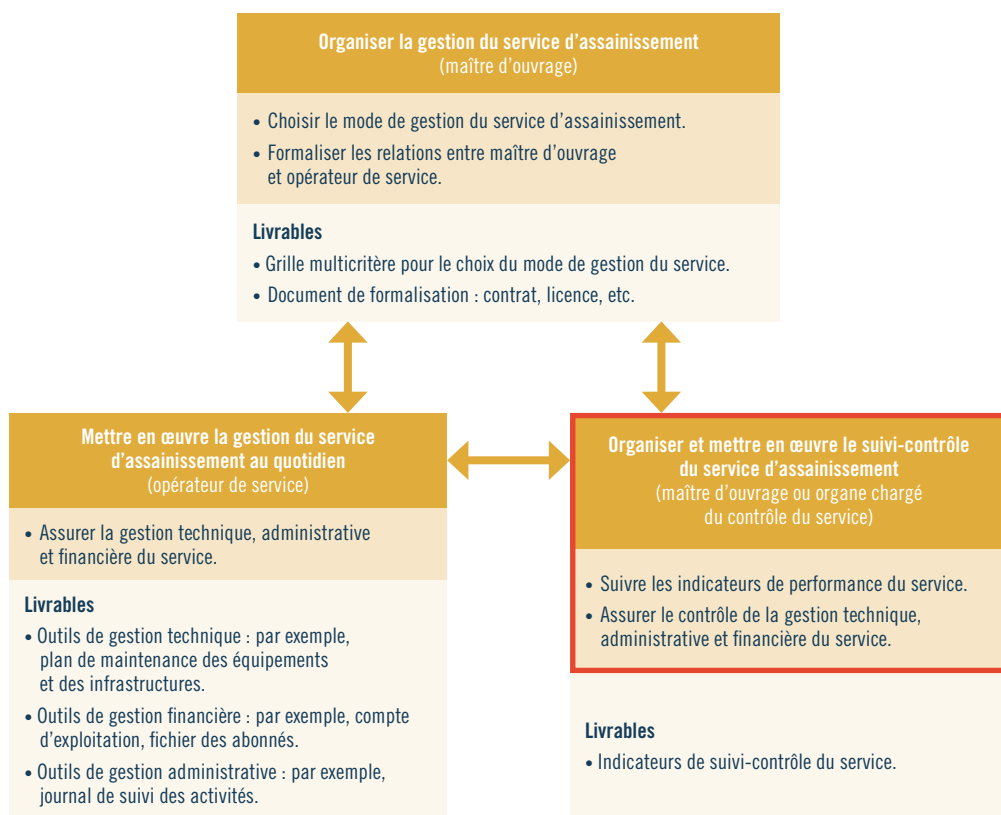 Organiser la gestion du service d'assainissement
(maître d'ouvrage)
• Choisir le mode de gestion du service d'assainissement.
• Formaliser les relations entre maître d'ouvrage
et opérateur de service.
Livrables
• Grille multicritère pour le choix du mode de gestion du service.
• Document de formalisation : contrat, licence, etc.
Mettre en œuvre la gestion du service
d'assainissement au quotidien
(opérateur de service)
• Assurer la gestion technique, administrative
et financière du service.
Livrables
• Outils de gestion technique : par exemple,
plan de maintenance des équipements
et des infrastructures.
• Outils de gestion financière : par exemple, compte
d'exploitation, fichier des abonnés.
• Outils de gestion administrative : par exemple,
journal de suivi des activités.
Organiser et mettre en œuvre le suivi-contrôle
du service d'assainissement
(maître d'ouvrage ou organe chargé
du contrôle du service)
• Suivre les indicateurs de performance du service.
• Assurer le contrôle de la gestion technique,
administrative et financière du service.
Livrables
• Indicateurs de suivi-contrôle du service.